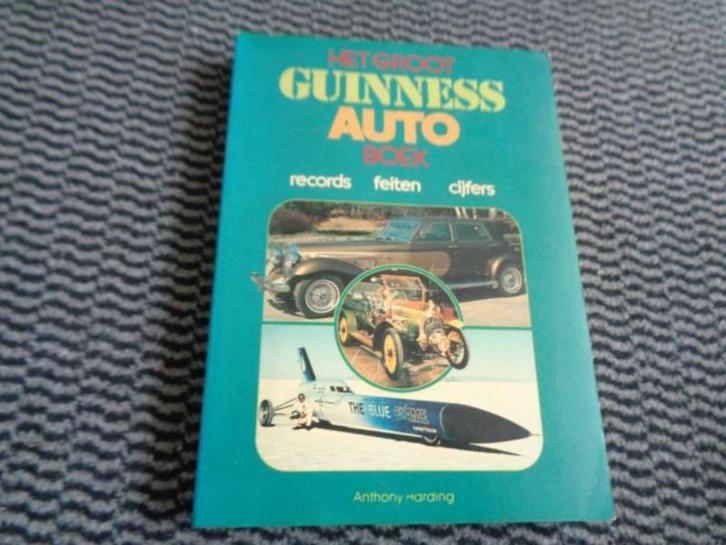 HET GROOT
GUINNESS
AUTO
BOEK
records feiten cijfers
THE BLUE FLAME
Anthony Harding